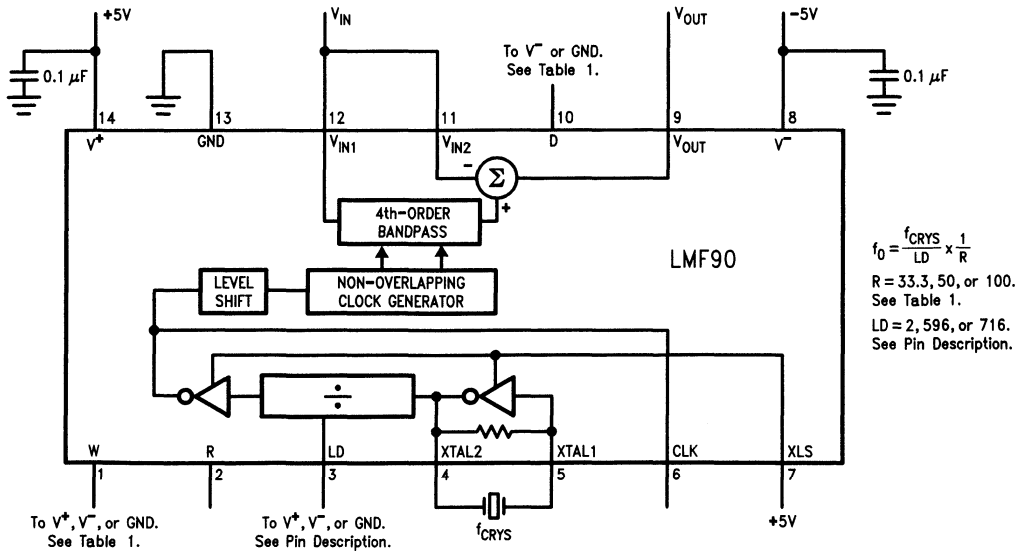 +5V
V_IN
V_OUT
-5V
0.1 μF
To V⁻ or GND.
See Table 1.
0.1 μF
14
13
12
11
10
9
8
V⁺
GND
V_IN1
V_IN2
D
V_OUT
V⁻
-
Σ
+
4th-ORDER
BANDPASS
LMF90
LEVEL
SHIFT
NON-OVERLAPPING
CLOCK GENERATOR
f₀ = f_CRYS / LD × 1 / R
R = 33.3, 50, or 100.
See Table 1.
LD = 2, 596, or 716.
See Pin Description.
÷
W
R
LD
XTAL2
XTAL1
CLK
XLS
1
2
3
4
5
6
7
To V⁺, V⁻, or GND.
See Table 1.
To V⁺, V⁻, or GND.
See Pin Description.
f_CRYS
+5V